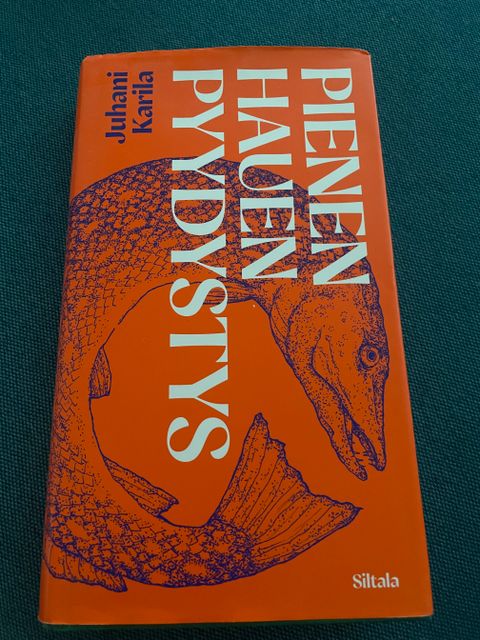 Juhani
Karila
PIENEN
HAUEN
PYYDYSTYS
Siltala